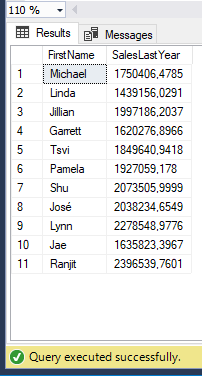 110 %
Results Messages
FirstName SalesLastYear
1 Michael 1750406,4785
2 Linda 1439156,0291
3 Jillian 1997186,2037
4 Garrett 1620276,8966
5 Tsvi 1849640,9418
6 Pamela 1927059,178
7 Shu 2073505,9999
8 José 2038234,6549
9 Lynn 2278548,9776
10 Jae 1635823,3967
11 Ranjit 2396539,7601
Query executed successfully.